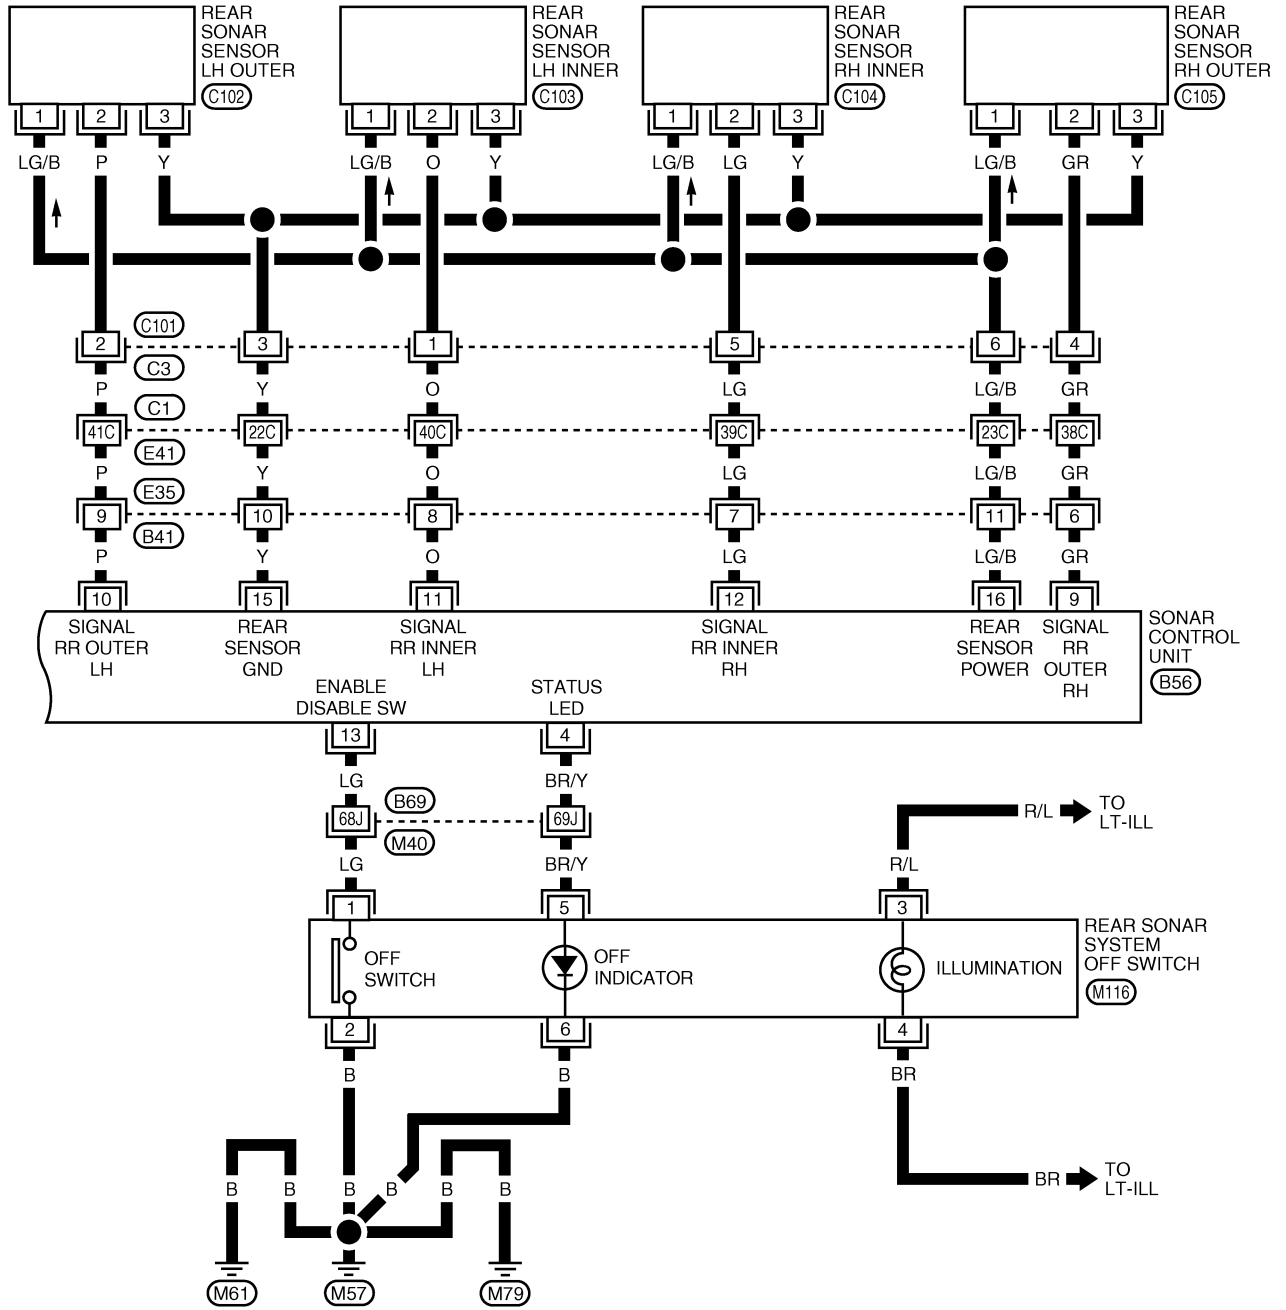 REAR
SONAR
SENSOR
LH OUTER
C102
REAR
SONAR
SENSOR
LH INNER
C103
REAR
SONAR
SENSOR
RH INNER
C104
REAR
SONAR
SENSOR
RH OUTER
C105
1 2 3 1 2 3 1 2 3 1 2 3
LG/B P Y LG/B O Y LG/B LG Y LG/B GR Y
C101
2 3 1 5 6 4
C3
P Y O LG LG/B GR
C1
41C 22C 40C 39C 23C 38C
E41
P Y O LG LG/B GR
E35
9 10 8 7 11 6
B41
P Y O LG LG/B GR
10 15 11 12 16 9
SIGNAL
RR OUTER
LH
REAR
SENSOR
GND
SIGNAL
RR INNER
LH
SIGNAL
RR INNER
RH
REAR
SENSOR
POWER
SIGNAL
RR
OUTER
RH
SONAR
CONTROL
UNIT
B56
ENABLE
DISABLE SW
STATUS
LED
13 4
LG BR/Y
B69
68J 69J
M40
LG BR/Y
R/L
TO
LT-ILL
R/L
1 5 3
OFF
SWITCH
OFF
INDICATOR
ILLUMINATION
REAR SONAR
SYSTEM
OFF SWITCH
M116
2 6 4
B B BR
BR
TO
LT-ILL
B B B B B B
M61 M57 M79